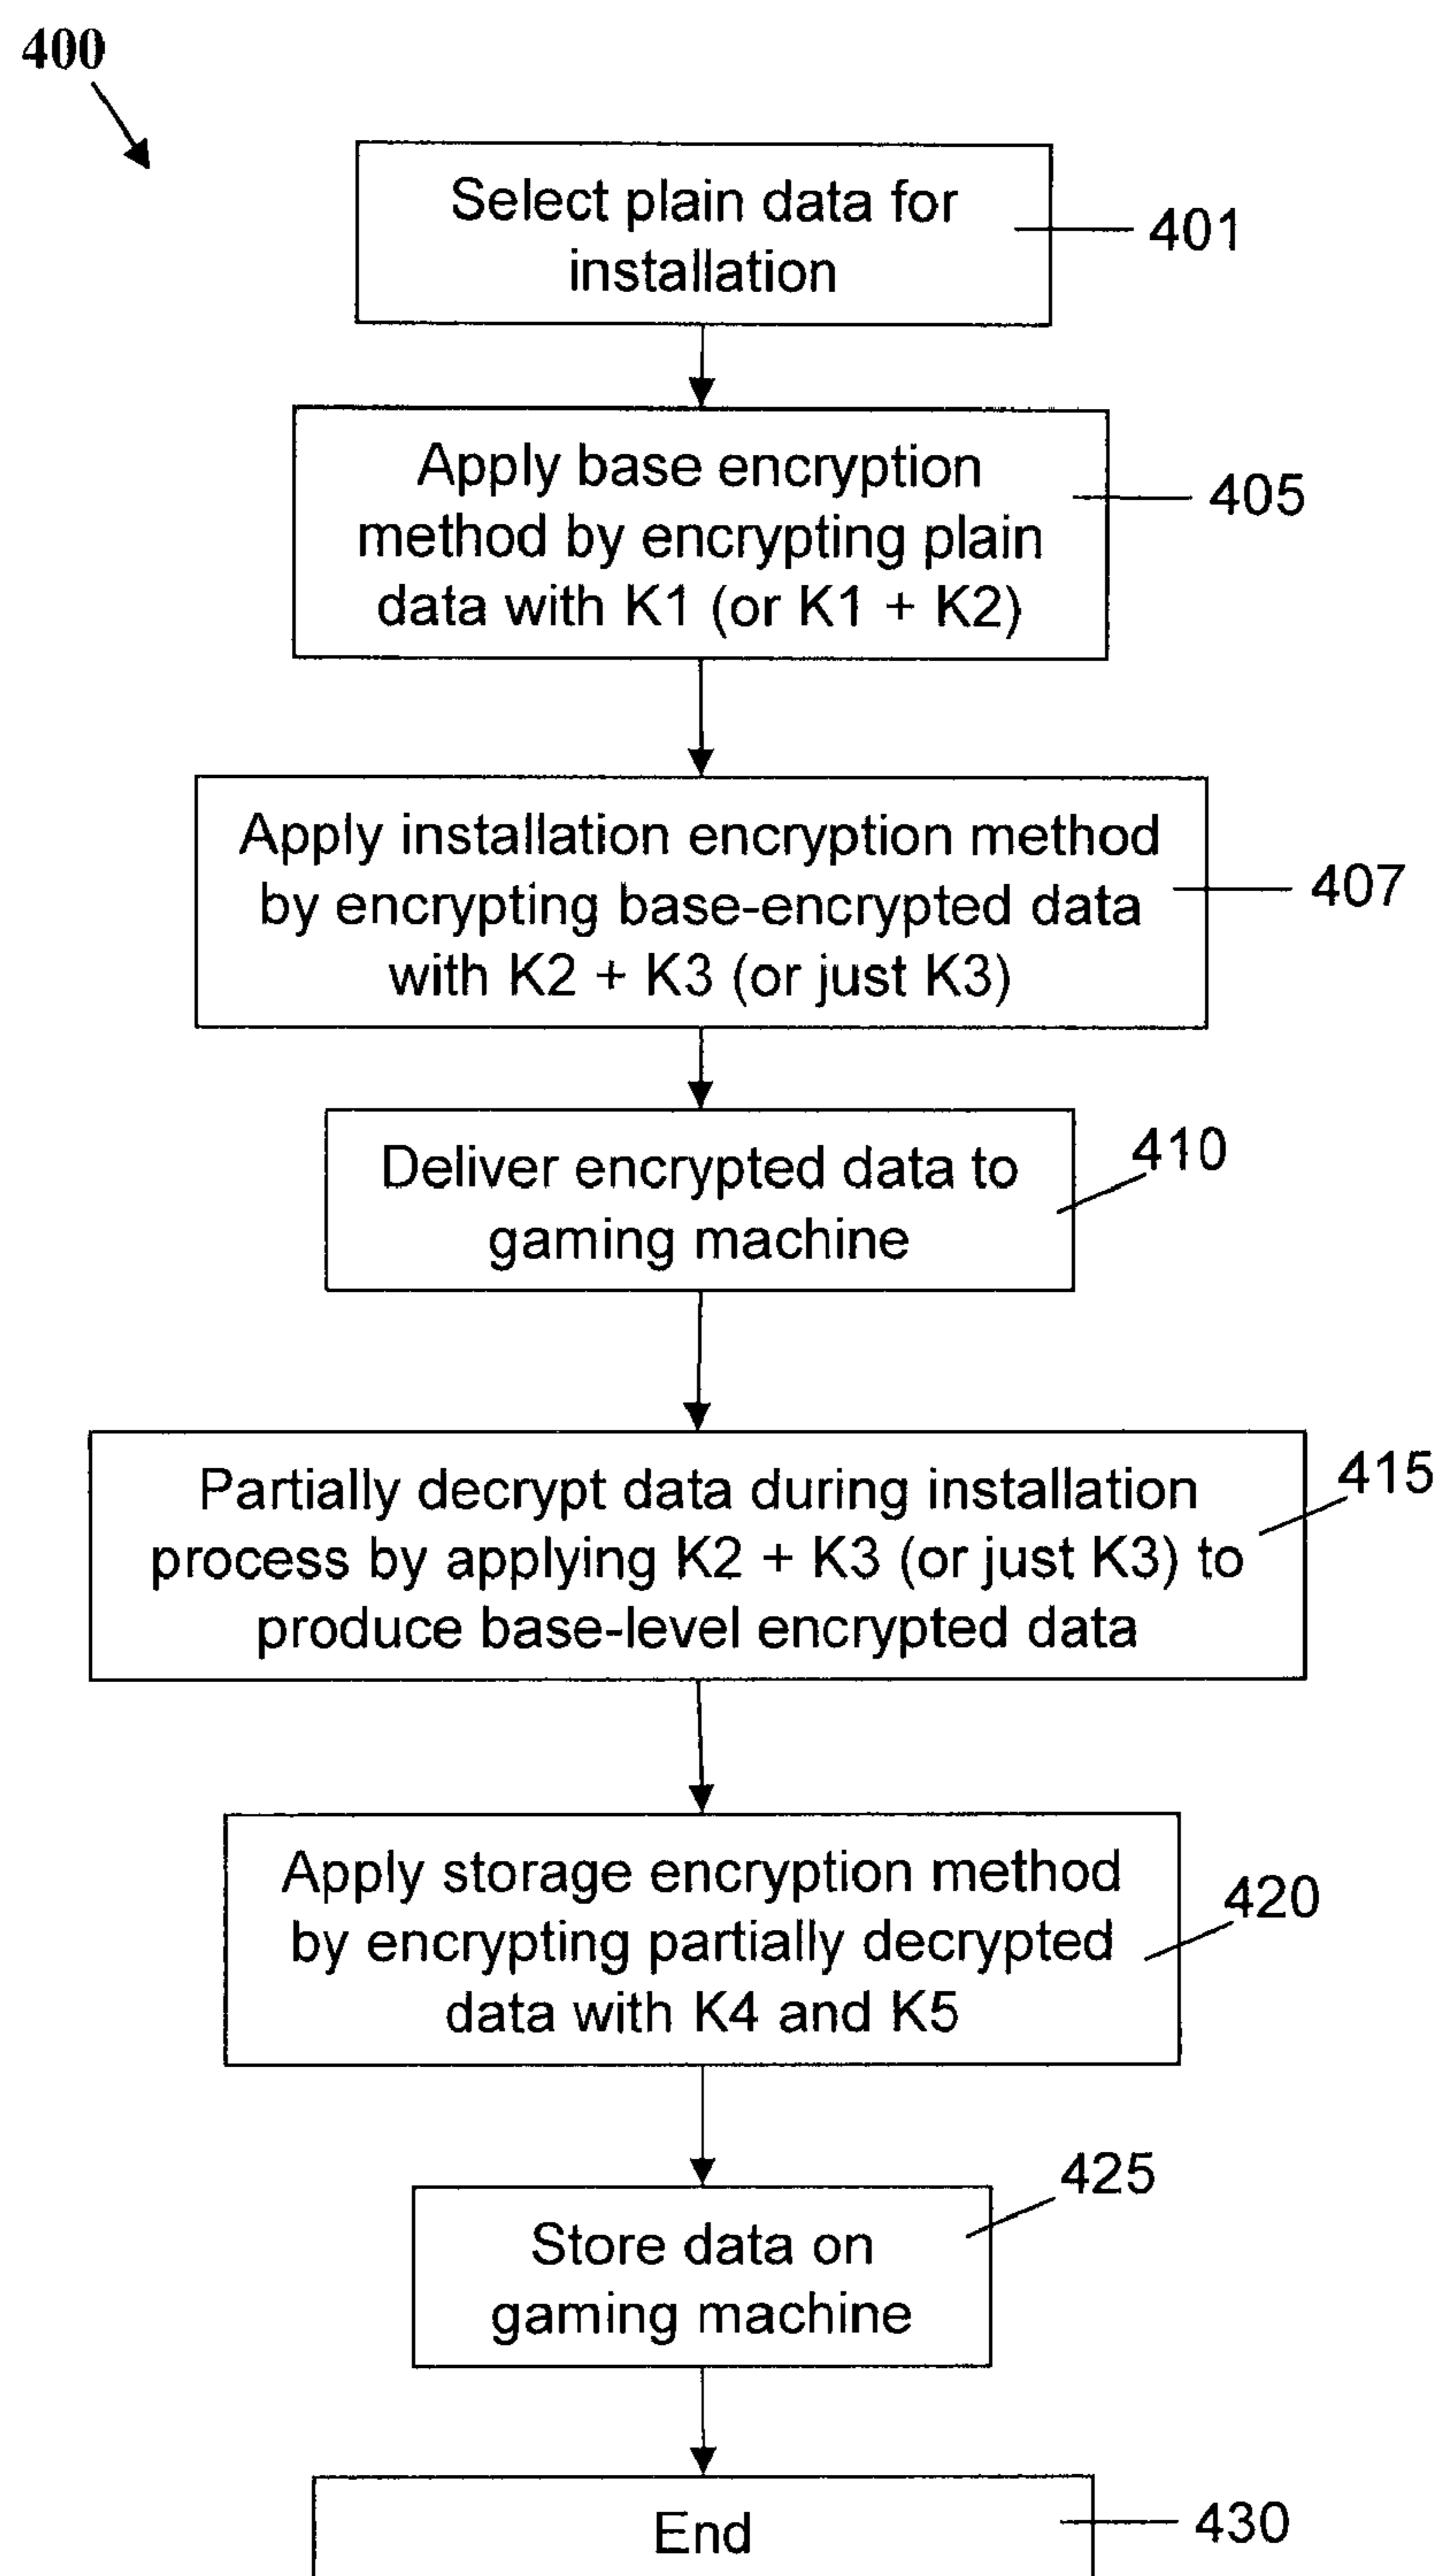 400
Select plain data for
installation
401
Apply base encryption
method by encrypting plain
data with K1 (or K1 + K2)
405
Apply installation encryption method
by encrypting base-encrypted data
with K2 + K3 (or just K3)
407
Deliver encrypted data to
gaming machine
410
Partially decrypt data during installation
process by applying K2 + K3 (or just K3) to
produce base-level encrypted data
415
Apply storage encryption method
by encrypting partially decrypted
data with K4 and K5
420
Store data on
gaming machine
425
End
430